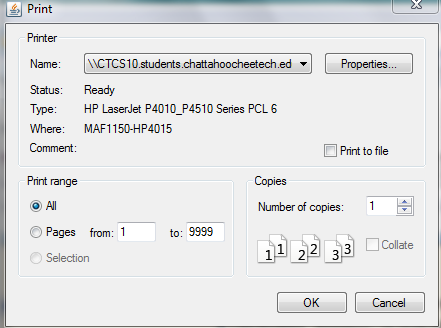 Print
Printer
Name: \\CTCS10.students.chattahoocheetech.ed Properties...
Status: Ready
Type: HP LaserJet P4010_P4510 Series PCL 6
Where: MAF1150-HP4015
Comment: Print to file
Print range
All
Pages from: 1 to: 9999
Selection
Copies
Number of copies: 1
1 1 2 2 3 3 Collate
OK Cancel